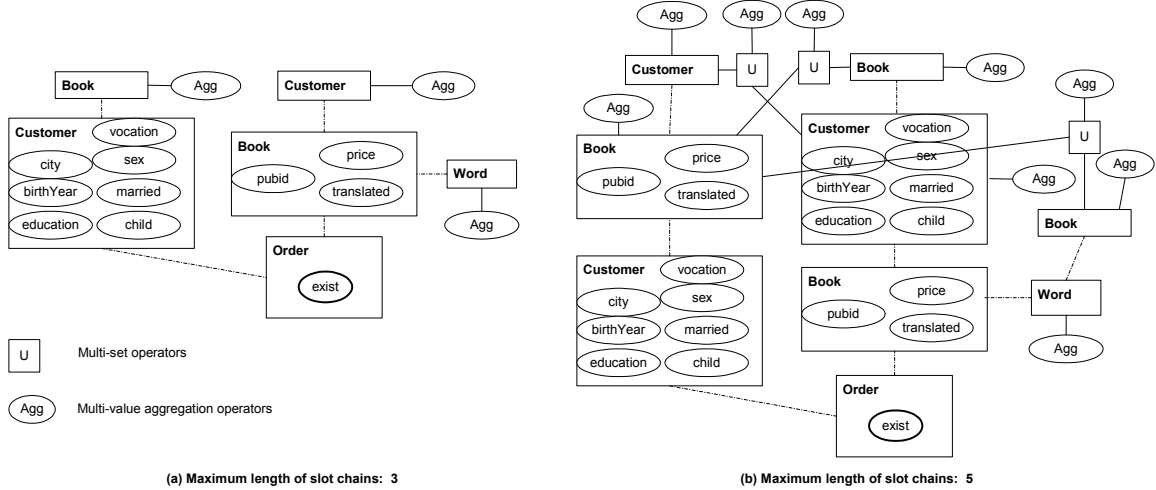 Book
Agg
Customer
Agg
Customer
vocation
city
sex
birthYear
married
education
child
Book
price
pubid
translated
Word
Agg
Order
exist
U
Multi-set operators
Agg
Multi-value aggregation operators
(a) Maximum length of slot chains: 3
Agg
Agg
Agg
Customer
U
U
Book
Agg
Agg
Agg
U
Book
price
pubid
translated
Customer
vocation
city
sex
birthYear
married
education
child
Agg
Agg
Book
Customer
vocation
city
sex
birthYear
married
education
child
Book
price
pubid
translated
Word
Agg
Order
exist
(b) Maximum length of slot chains: 5